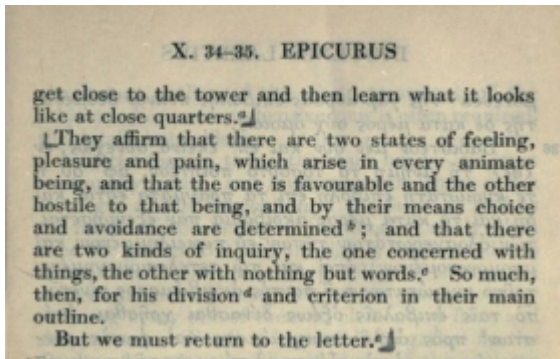 X. 34–35. EPICURUS
get close to the tower and then learn what it looks
like at close quarters.ᵃ⌟
⌊They affirm that there are two states of feeling,
pleasure and pain, which arise in every animate
being, and that the one is favourable and the other
hostile to that being, and by their means choice
and avoidance are determined ᵇ; and that there
are two kinds of inquiry, the one concerned with
things, the other with nothing but words.ᶜ So much,
then, for his division ᵈ and criterion in their main
outline.
But we must return to the letter.ᵉ⌟